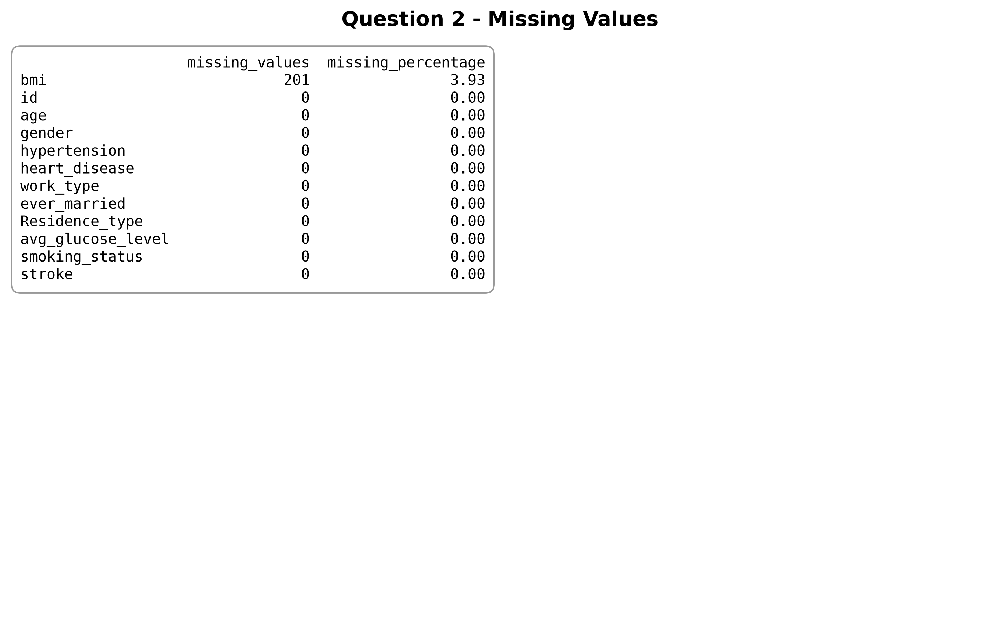 Question 2 - Missing Values
missing_values missing_percentage
bmi 201 3.93
id 0 0.00
age 0 0.00
gender 0 0.00
hypertension 0 0.00
heart_disease 0 0.00
work_type 0 0.00
ever_married 0 0.00
Residence_type 0 0.00
avg_glucose_level 0 0.00
smoking_status 0 0.00
stroke 0 0.00